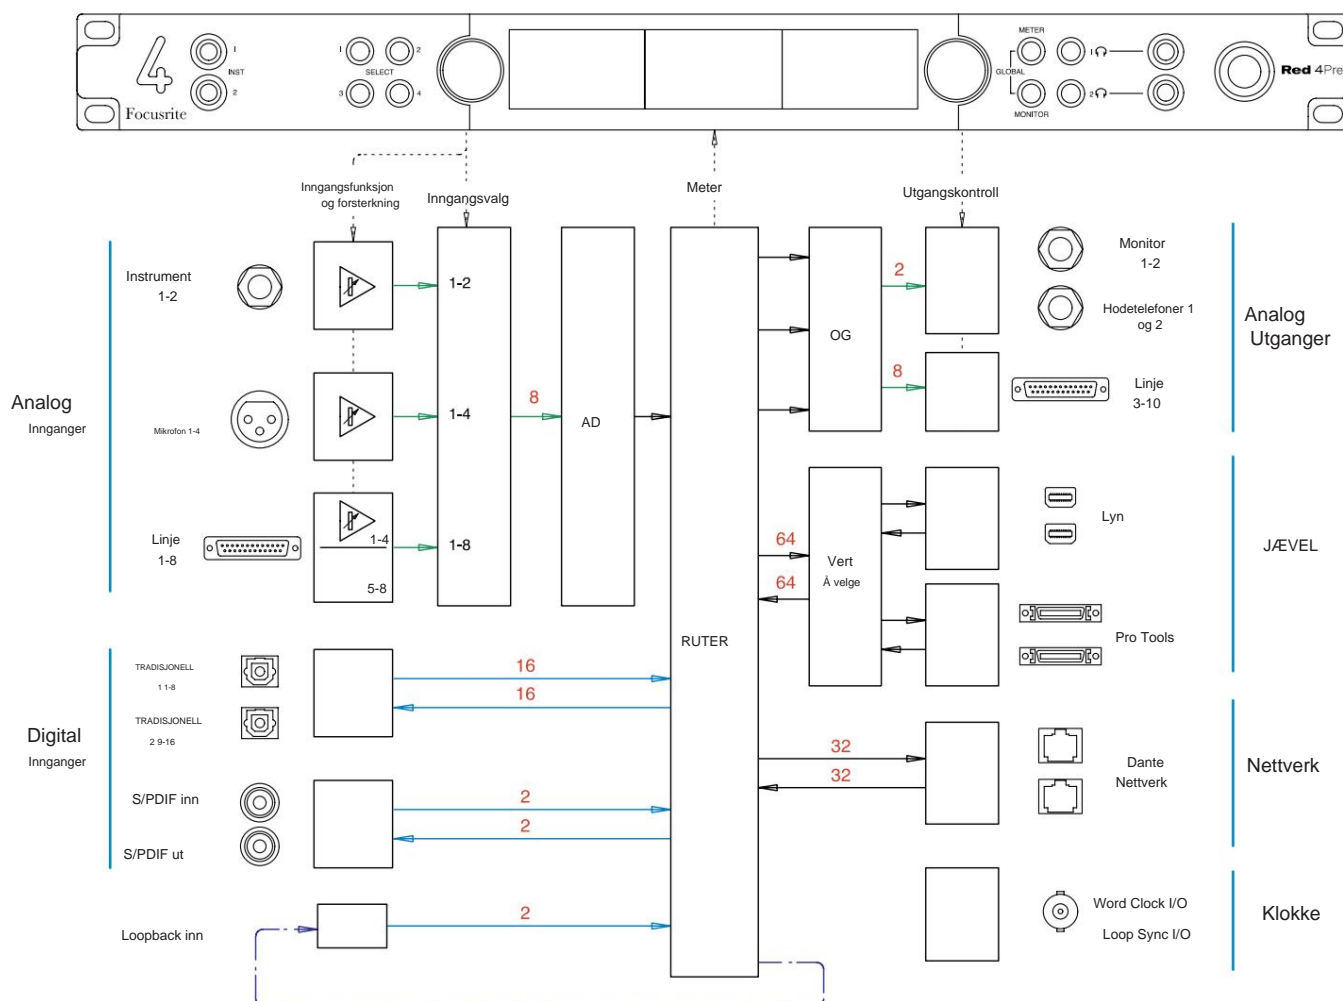 METER
1
2
1
INST
SELECT
GLOBAL
Red 4Pre
2
3
4
2
MONITOR
4
Focusrite
Inngangsfunksjon
og forsterkning
Inngangsvalg
Meter
Utgangskontroll
Instrument
1-2
1-2
2
Monitor
1-2
Hodetelefoner 1
og 2
Analog
Utganger
OG
8
Linje
3-10
Analog
Innganger
Mikrofon 1-4
1-4
8
AD
Linje
1-8
1-4
5-8
1-8
64
64
Vert
Å velge
Lyn
JÆVEL
Pro Tools
RUTER
TRADISJONELL
1 1-8
16
16
TRADISJONELL
2 9-16
Digital
Innganger
32
32
Dante
Nettverk
Nettverk
S/PDIF inn
2
2
S/PDIF ut
Loopback inn
2
Word Clock I/O
Loop Sync I/O
Klokke